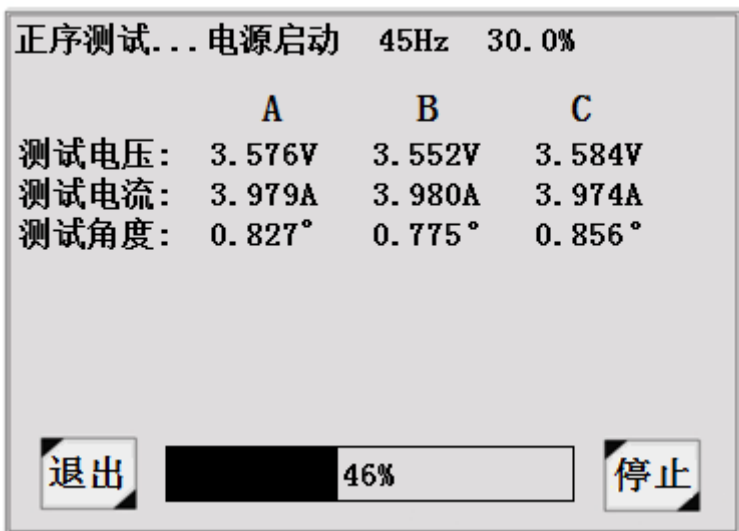 正序测试...电源启动 45Hz 30.0%
A B C
测试电压: 3.576V 3.552V 3.584V
测试电流: 3.979A 3.980A 3.974A
测试角度: 0.827° 0.775° 0.856°
退出 46% 停止